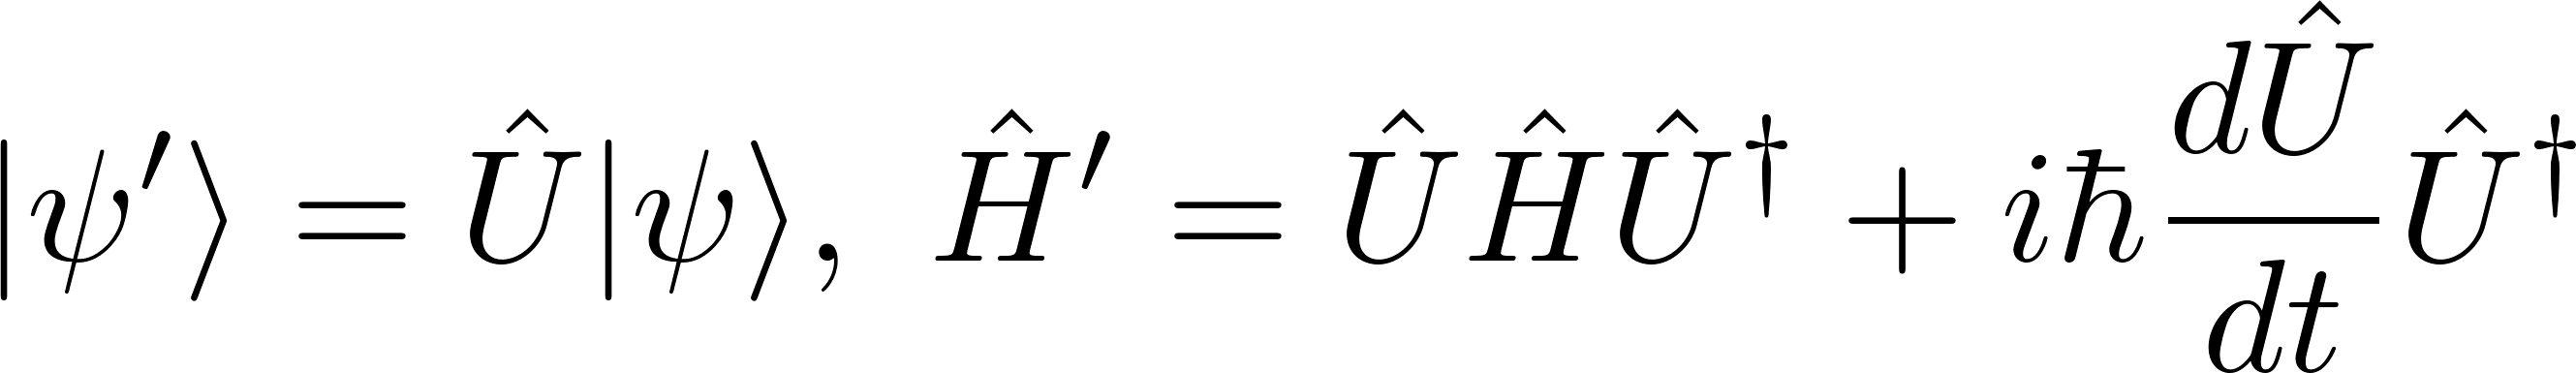 |ψ′⟩ = Û|ψ⟩, Ĥ′ = ÛĤÛ† + iħ dÛ/dt Û†